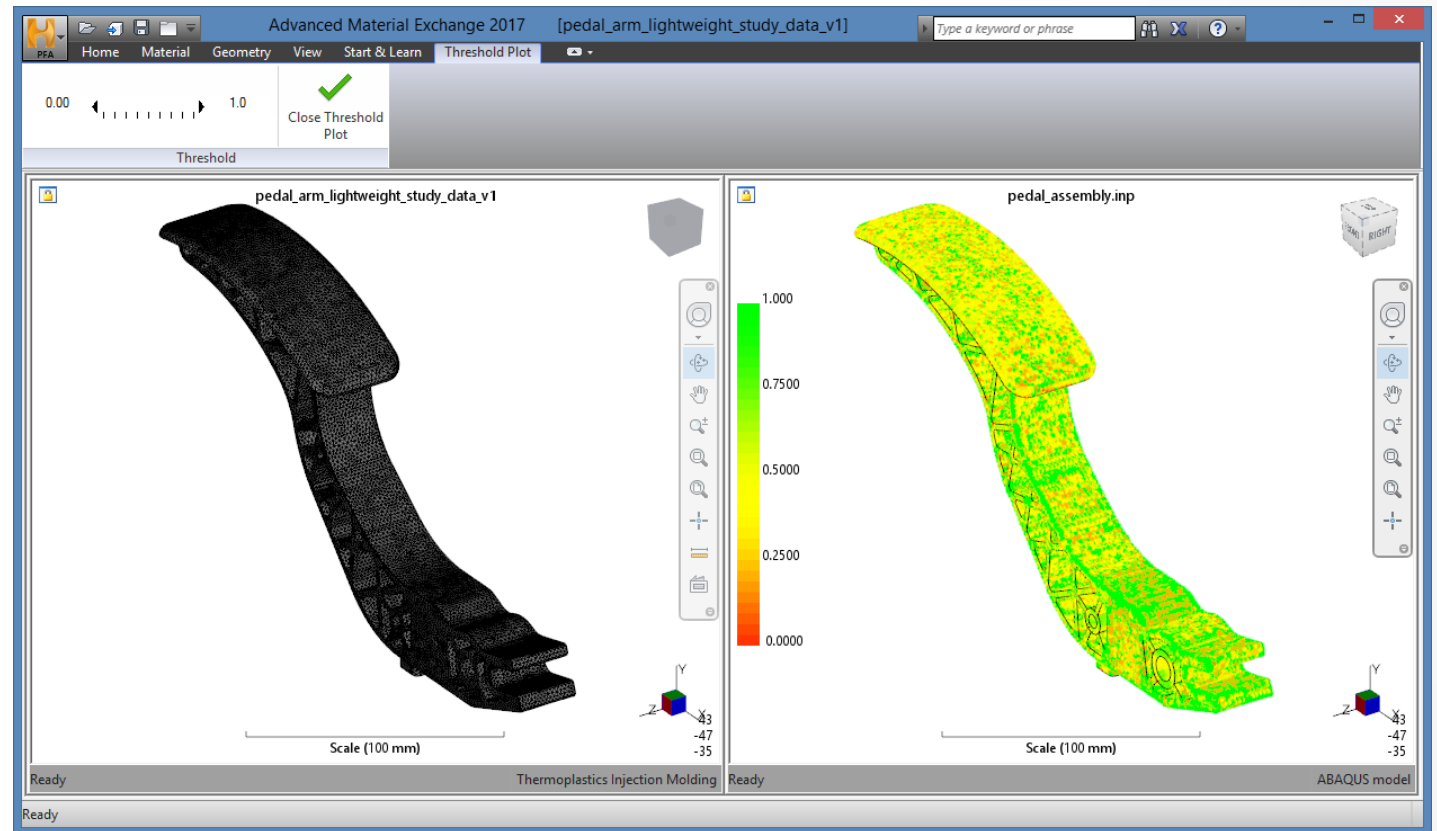 Advanced Material Exchange 2017 [pedal_arm_lightweight_study_data_v1]
Type a keyword or phrase
PFA
Home Material Geometry View Start & Learn Threshold Plot
0.00 1.0
Close Threshold
Plot
Threshold
pedal_arm_lightweight_study_data_v1
Y
Z X
-43
-47
-35
Scale (100 mm)
Ready Thermoplastics Injection Molding
pedal_assembly.inp
RIGHT
1.000
0.7500
0.5000
0.2500
0.0000
Y
Z X
-43
-47
-35
Scale (100 mm)
Ready ABAQUS model
Ready